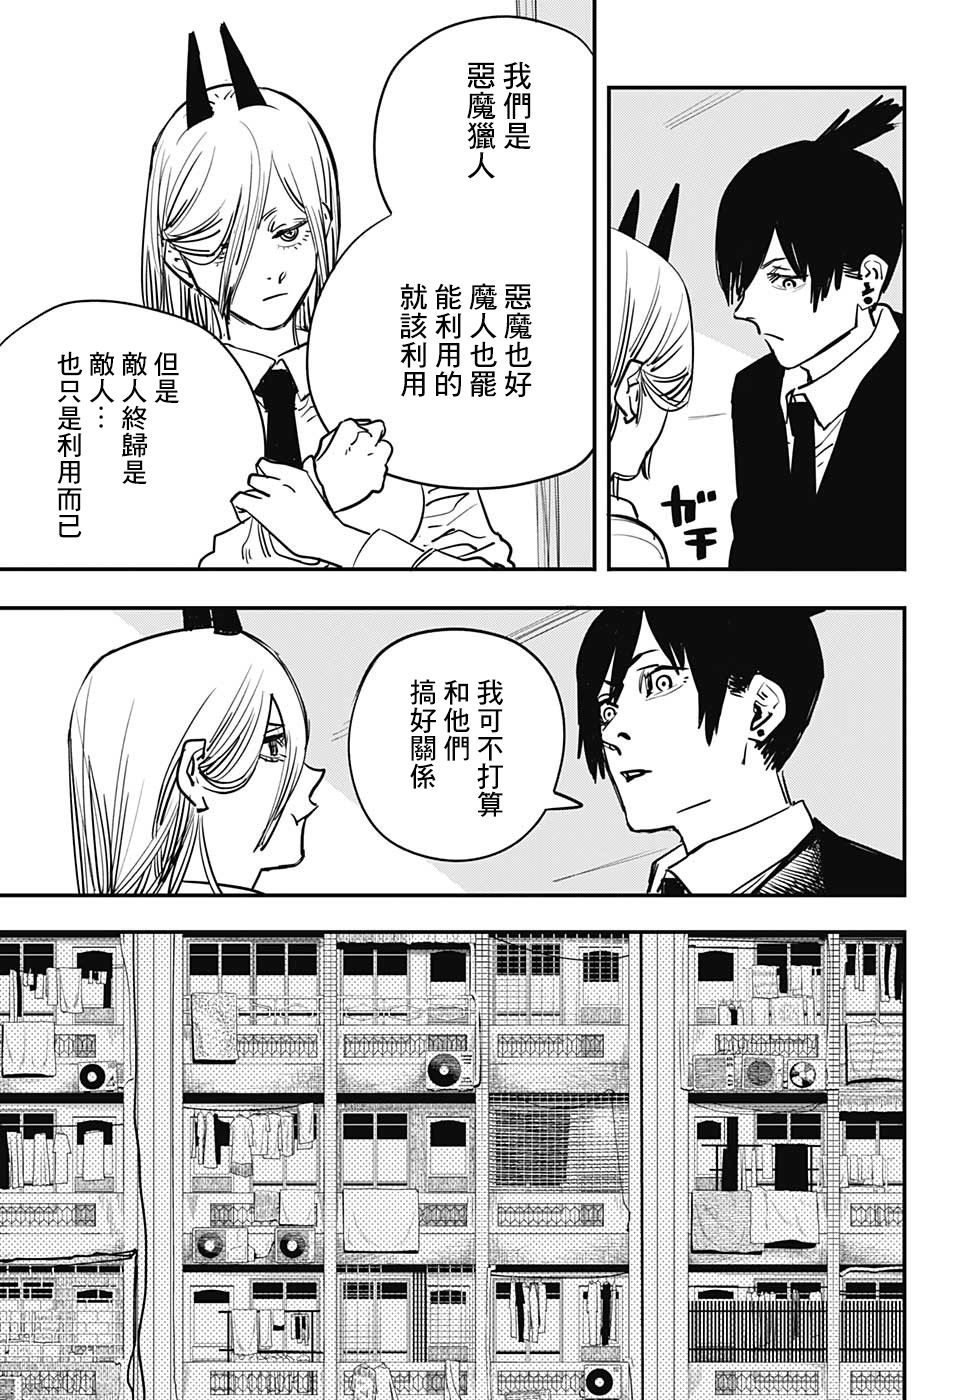 ガチ
我們是
惡魔獵人
惡魔也好
魔人也罷
能利用的
就該利用
但是
敵人終歸是
敵人…
也只是利用而已
我可不打算
和他們
搞好關係